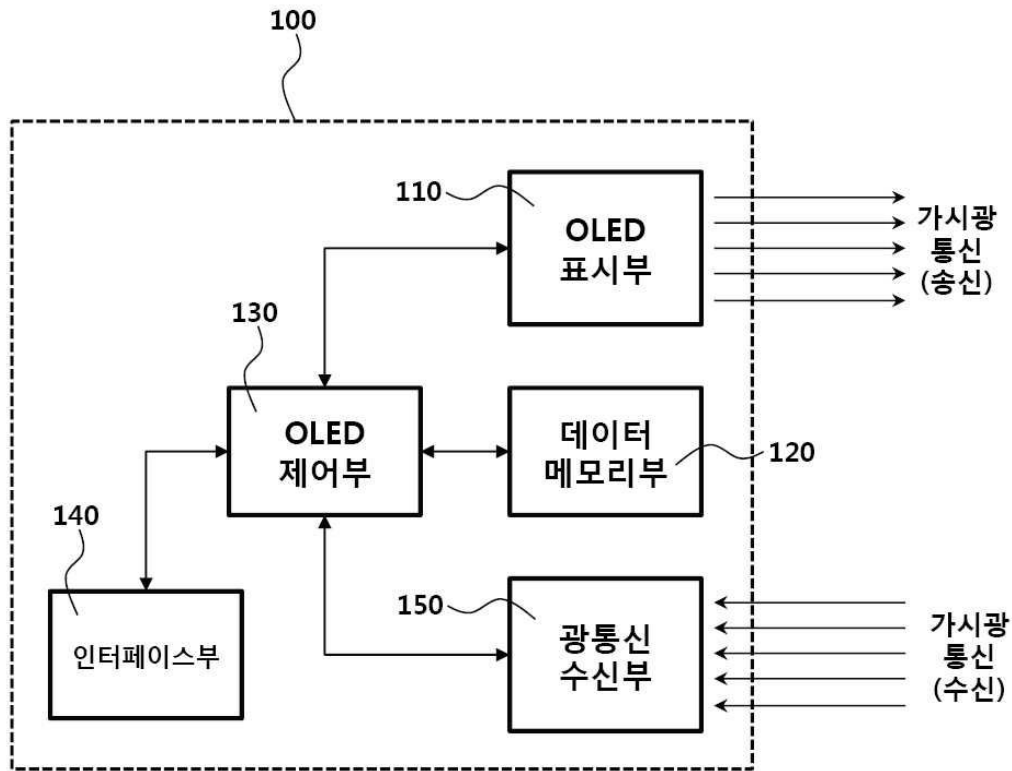 100
110
OLED
표시부
가시광
통신
(송신)
130
OLED
제어부
데이터
메모리부
120
140
인터페이스부
150
광통신
수신부
가시광
통신
(수신)